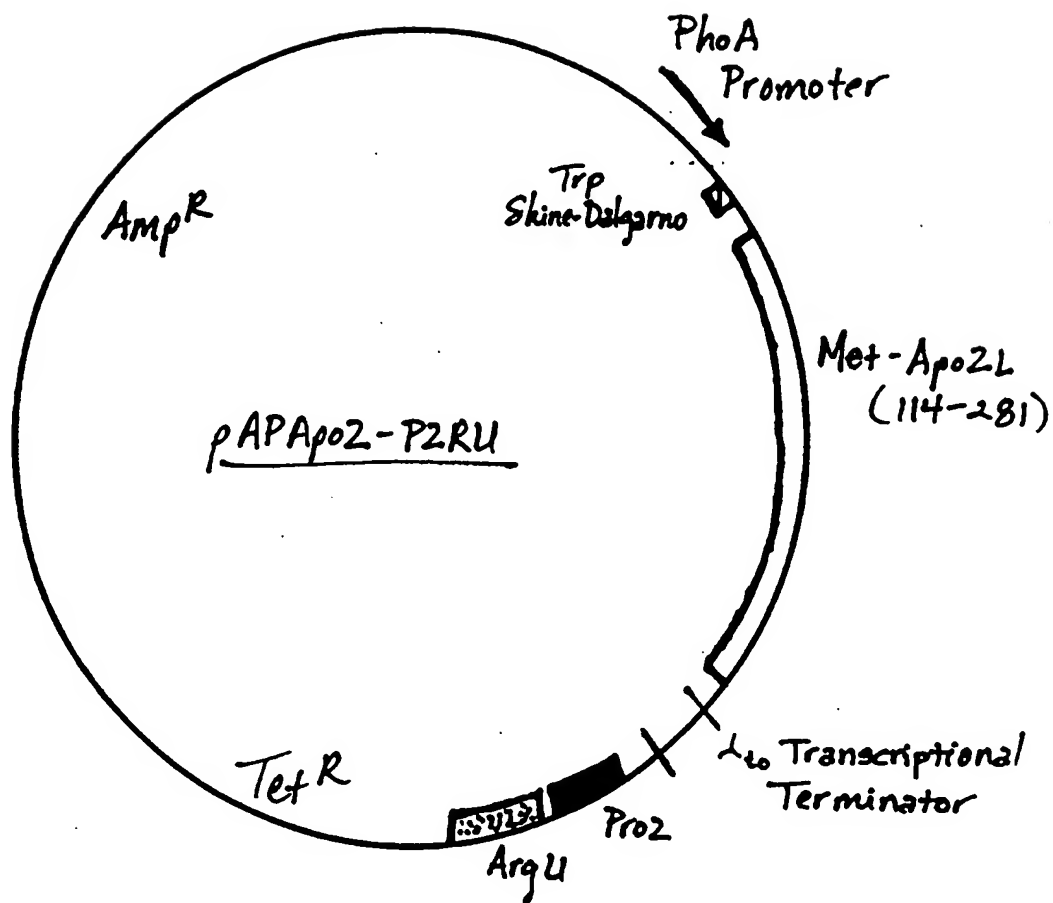 PhoA
Promoter
Trp
Shine-Dalgarno
Amp^R
Met-Apo2L
(114-281)
pAPApo2-P2RU
Tet^R
λto Transcriptional
Terminator
Pro2
ArgU